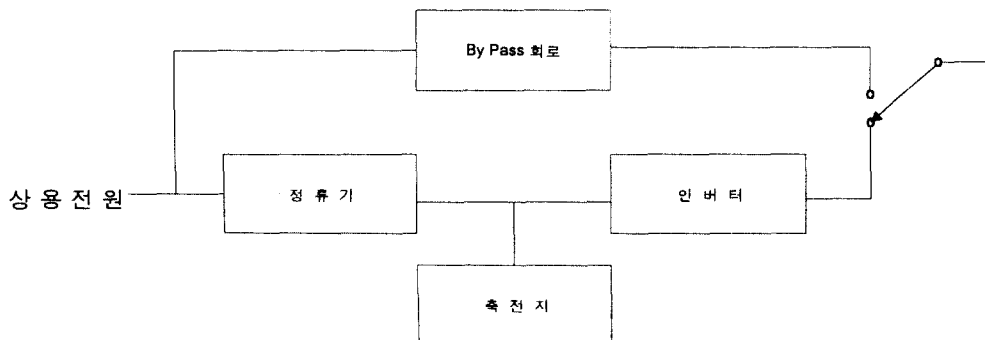 By Pass 회로
상 용 전 원
정 류 기
인 버 터
축 전 지